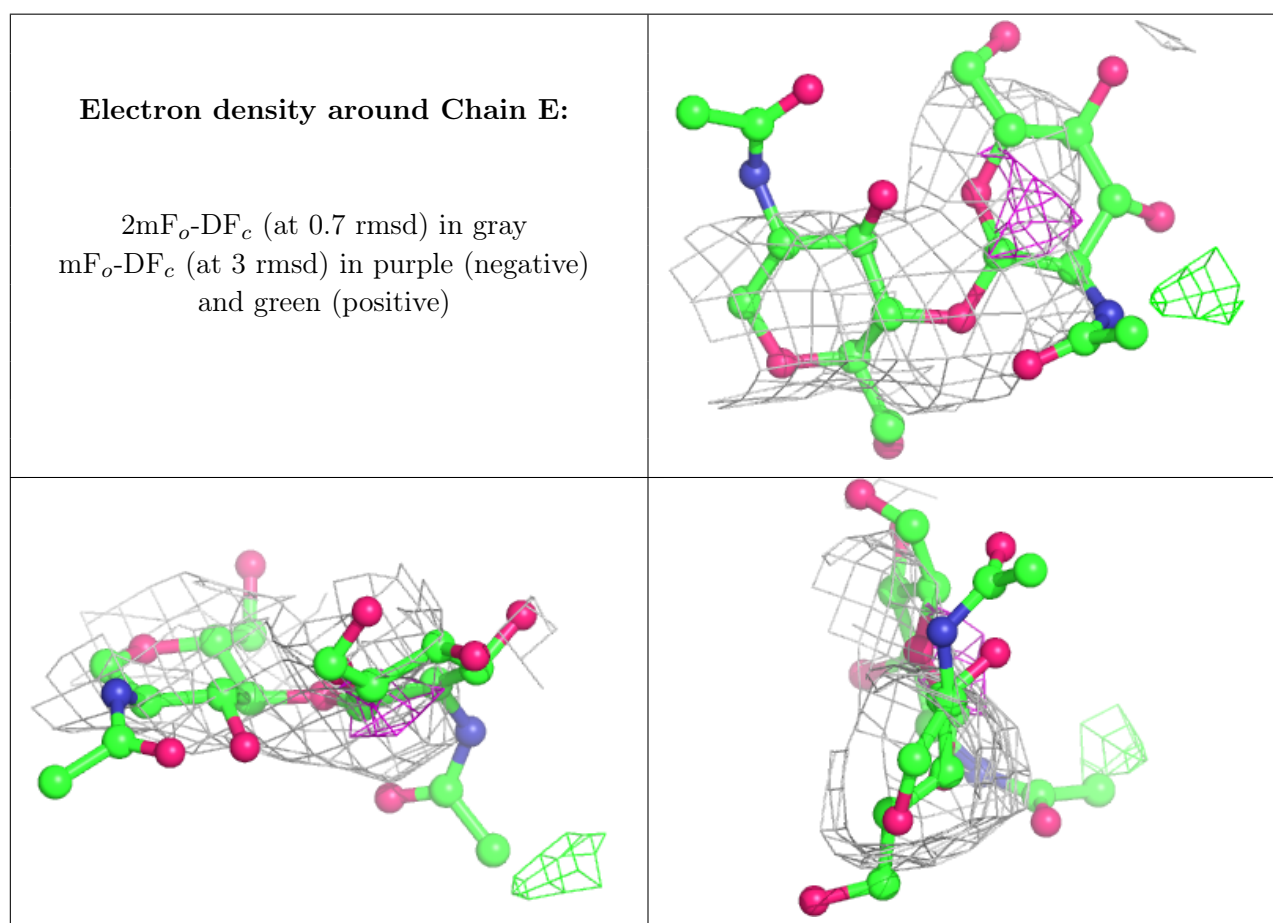 Electron density around Chain E:
2mFo-DFc (at 0.7 rmsd) in gray
mFo-DFc (at 3 rmsd) in purple (negative)
and green (positive)